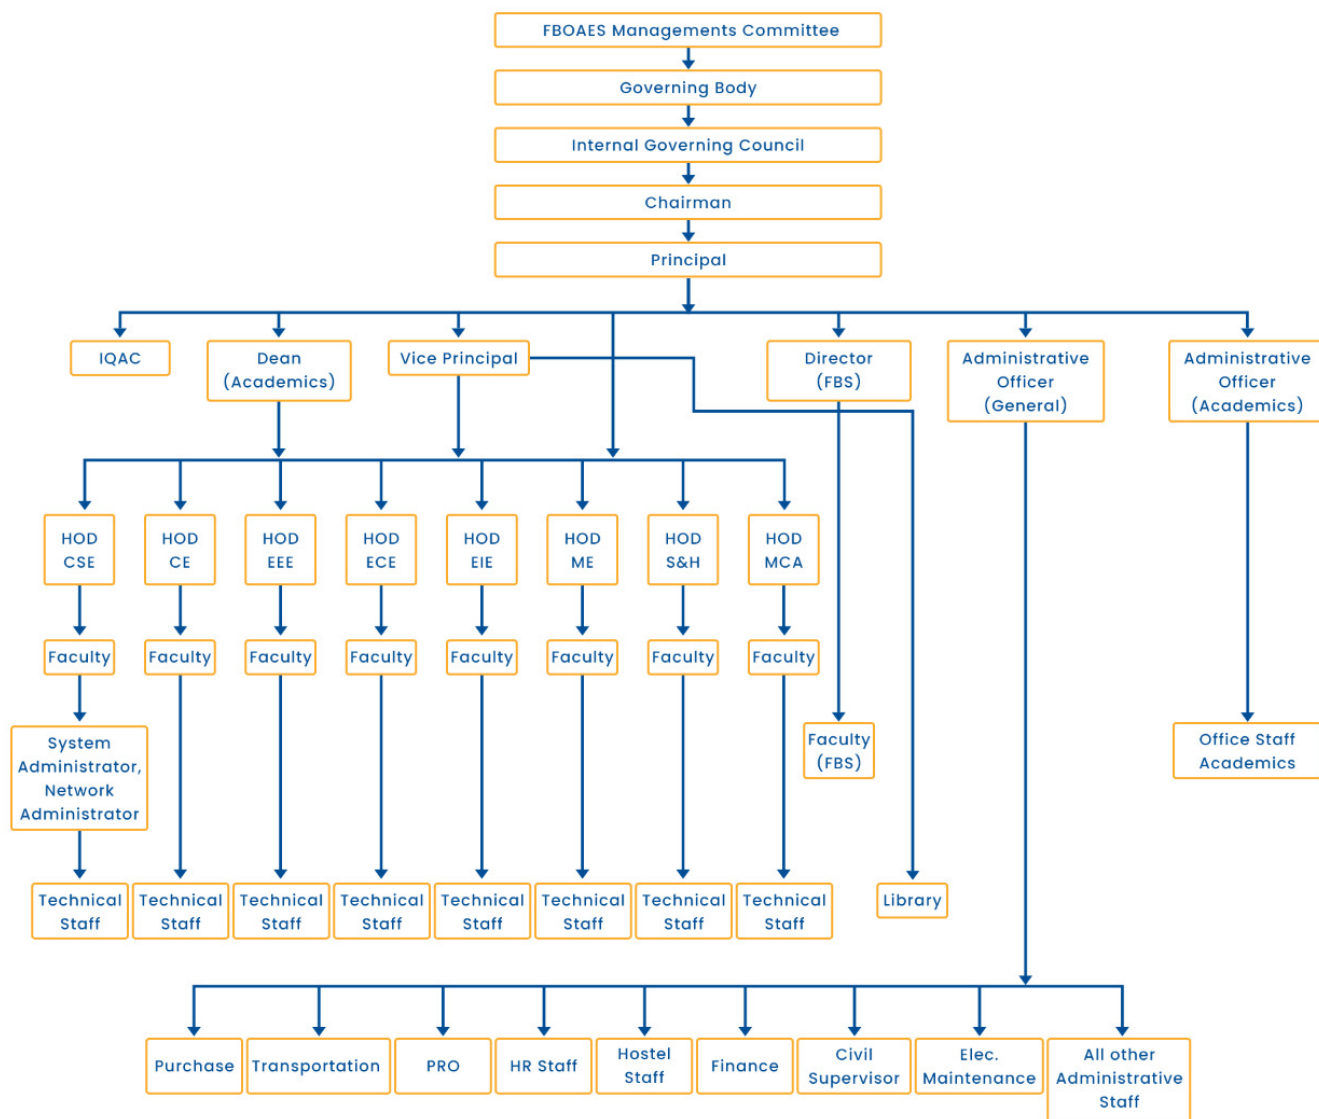 FBOAES Managements Committee
Governing Body
Internal Governing Council
Chairman
Principal
IQAC
Dean
(Academics)
Vice Principal
Director
(FBS)
Administrative
Officer
(General)
Administrative
Officer
(Academics)
HOD
CSE
HOD
CE
HOD
EEE
HOD
ECE
HOD
EIE
HOD
ME
HOD
S&H
HOD
MCA
Faculty
Faculty
Faculty
Faculty
Faculty
Faculty
Faculty
Faculty
System
Administrator,
Network
Administrator
Faculty
(FBS)
Office Staff
Academics
Technical
Staff
Technical
Staff
Technical
Staff
Technical
Staff
Technical
Staff
Technical
Staff
Technical
Staff
Technical
Staff
Library
Purchase
Transportation
PRO
HR Staff
Hostel
Staff
Finance
Civil
Supervisor
Elec.
Maintenance
All other
Administrative
Staff